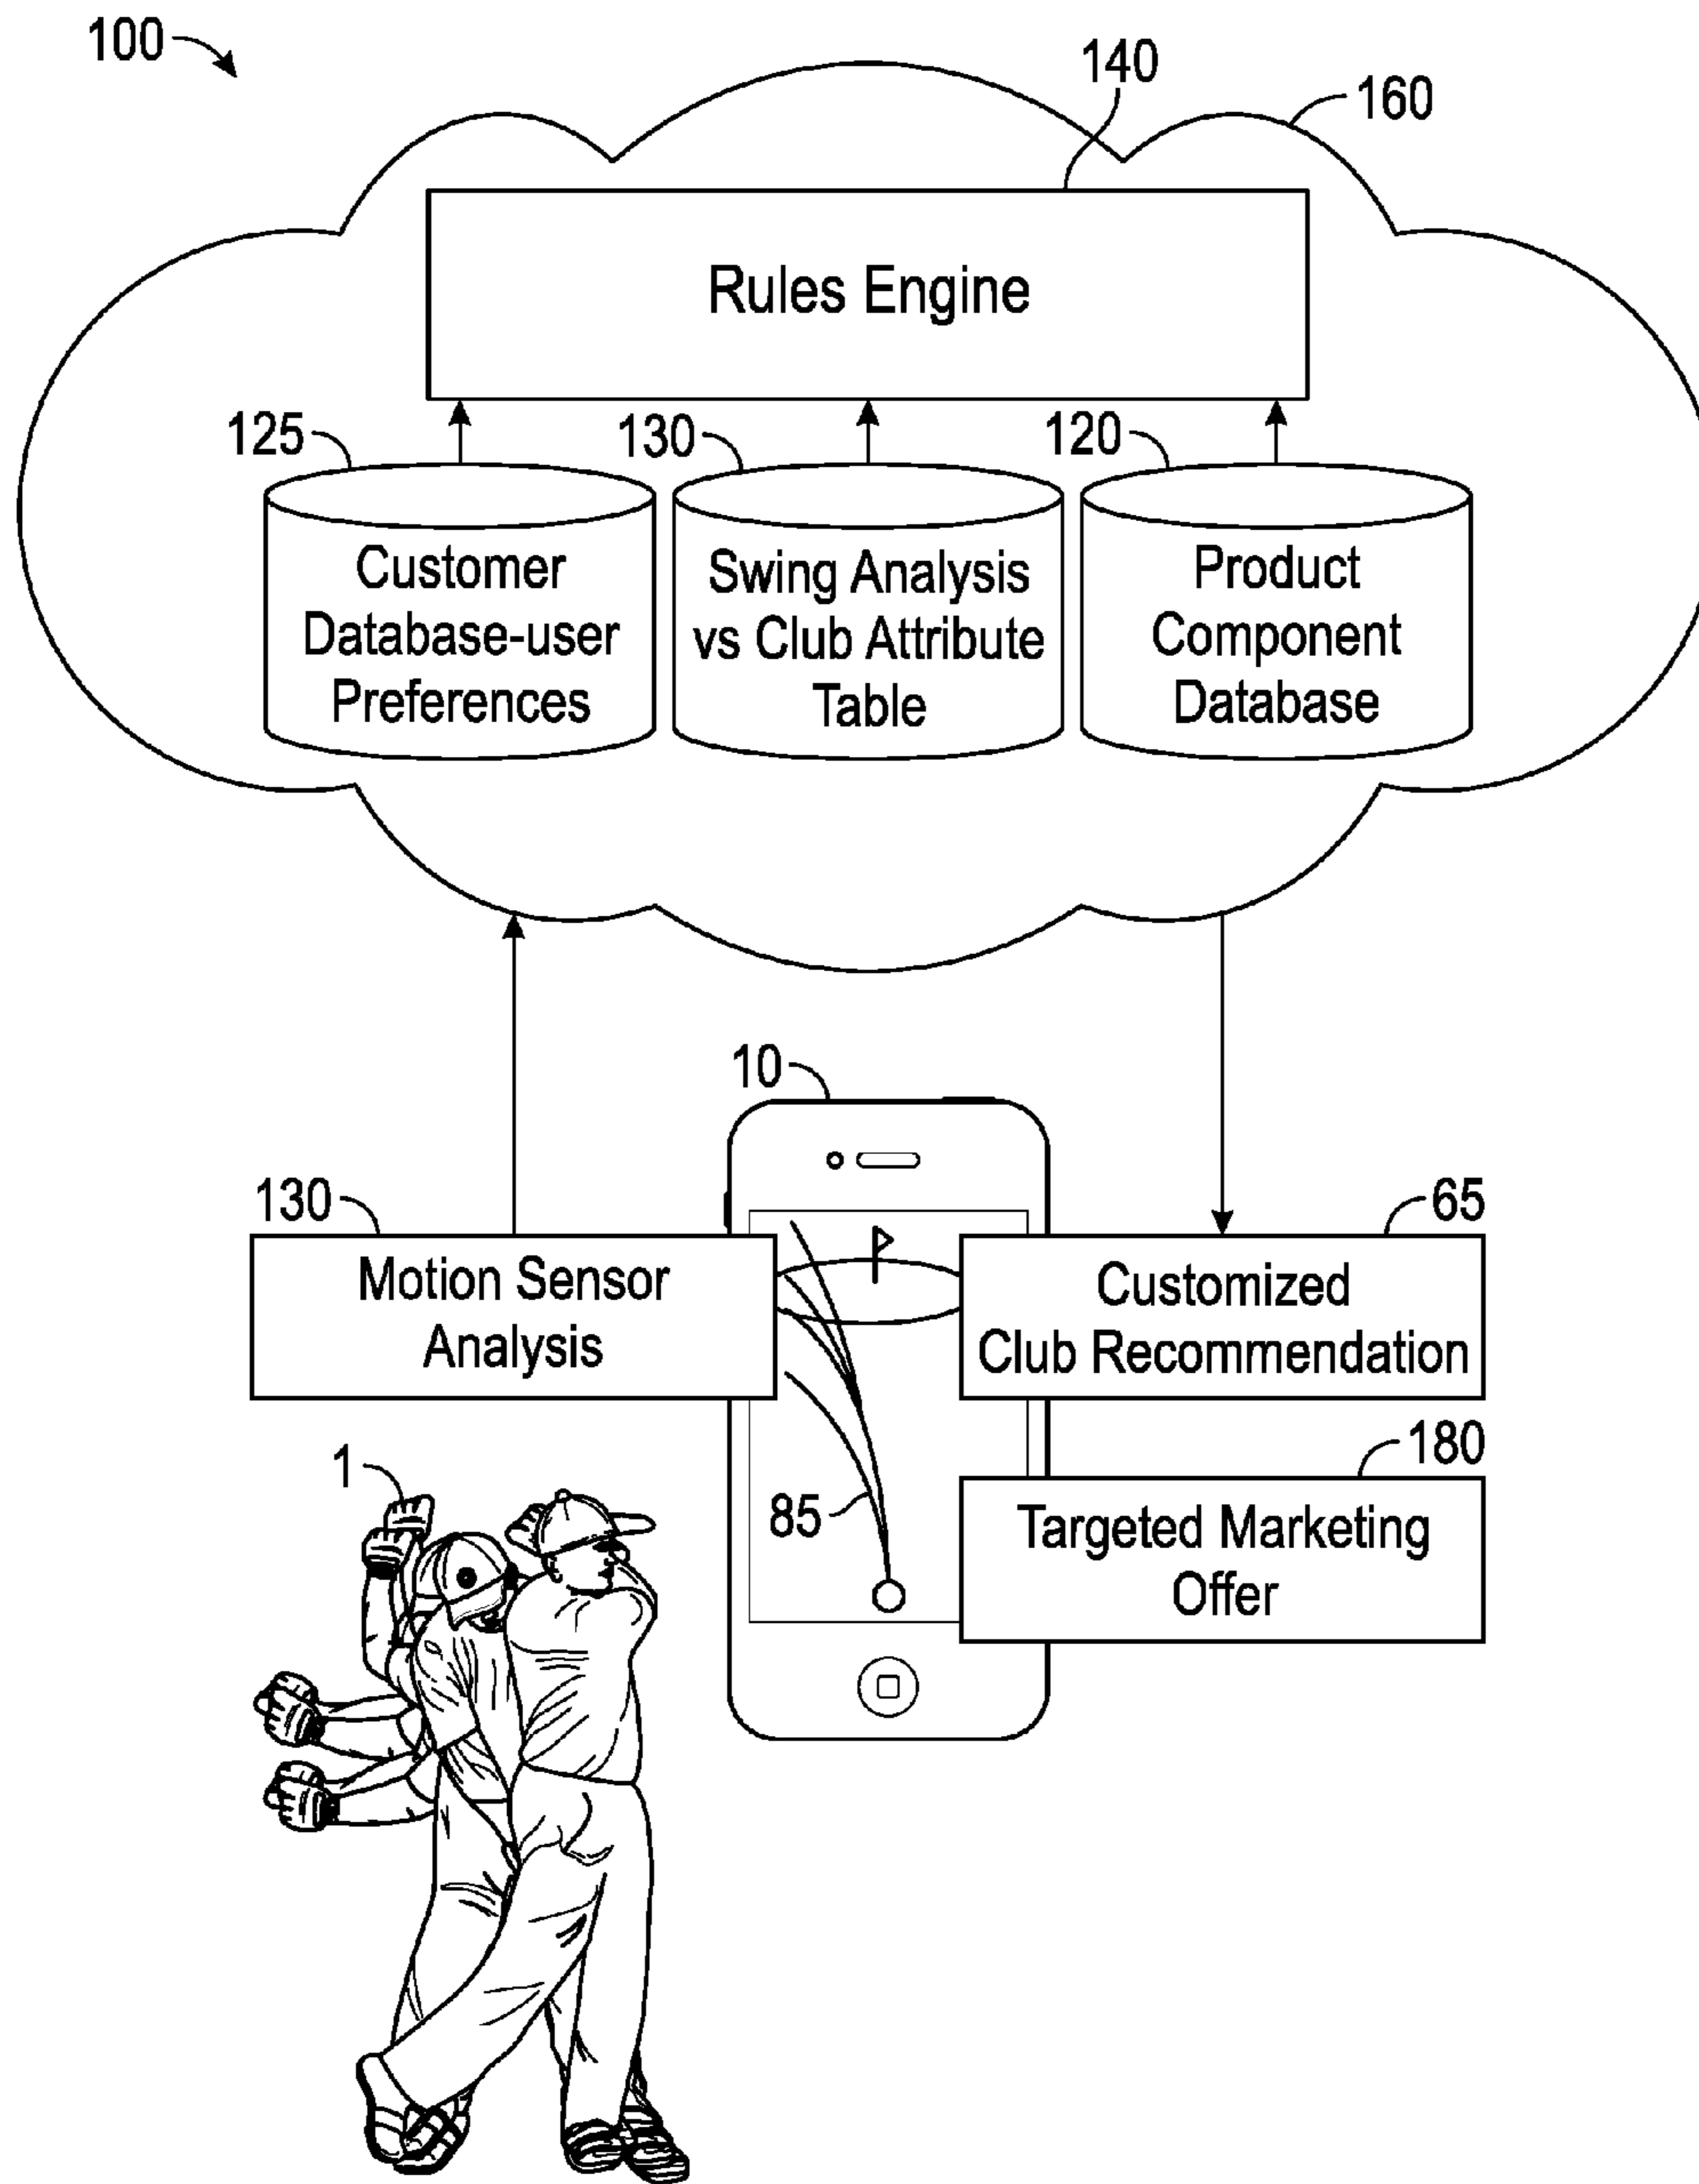 100
140
160
Rules Engine
125
130
120
Customer
Database-user
Preferences
Swing Analysis
vs Club Attribute
Table
Product
Component
Database
10
130
65
Motion Sensor
Analysis
Customized
Club Recommendation
1
180
85
Targeted Marketing
Offer